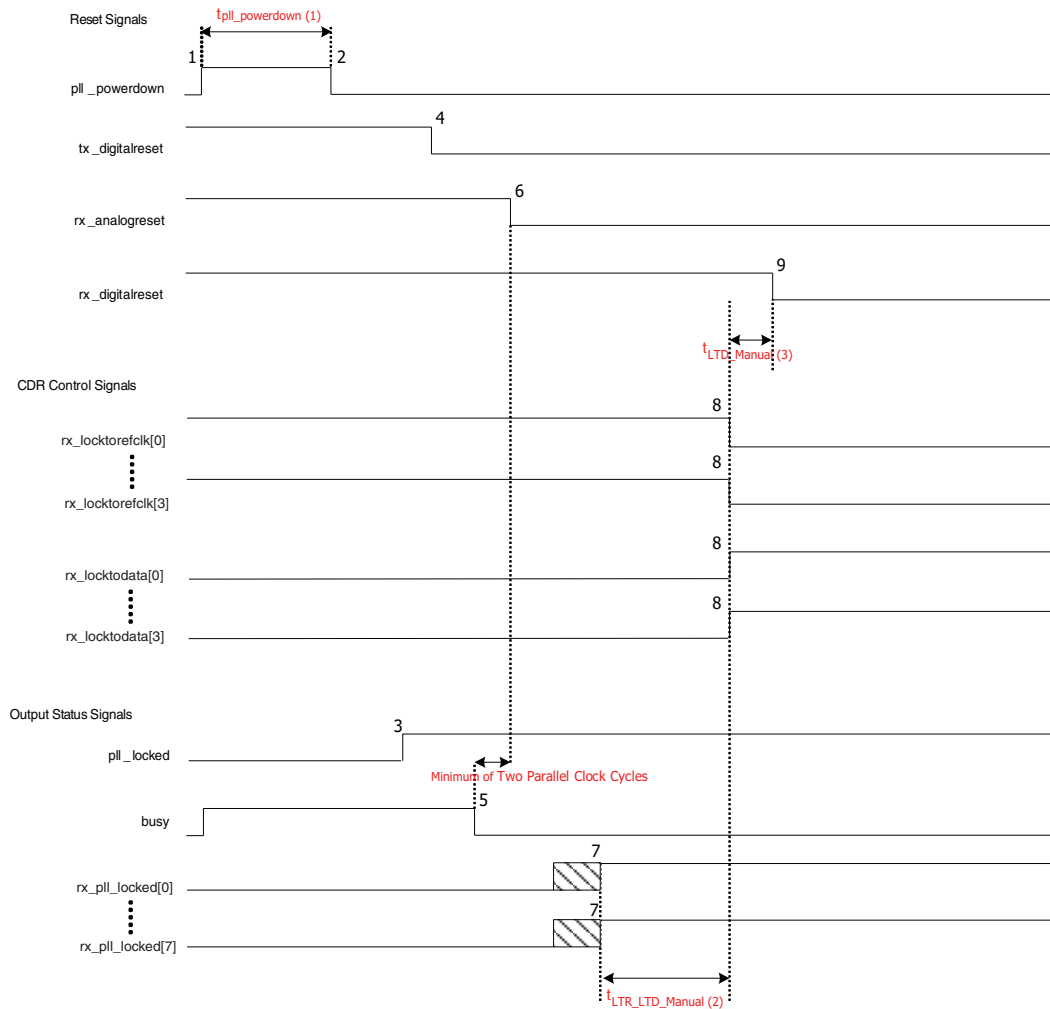 Reset Signals
tpll_powerdown (1)
1
2
pll _powerdown
4
tx _digitalreset
6
rx _analogreset
9
rx _digitalreset
tLTD_Manual (3)
CDR Control Signals
8
rx_locktorefclk[0]
8
rx_locktorefclk[3]
8
rx_locktodata[0]
8
rx_locktodata[3]
Output Status Signals
3
pll _locked
Minimum of Two Parallel Clock Cycles
5
busy
7
rx_pll_locked[0]
7
rx_pll_locked[7]
tLTR_LTD_Manual (2)